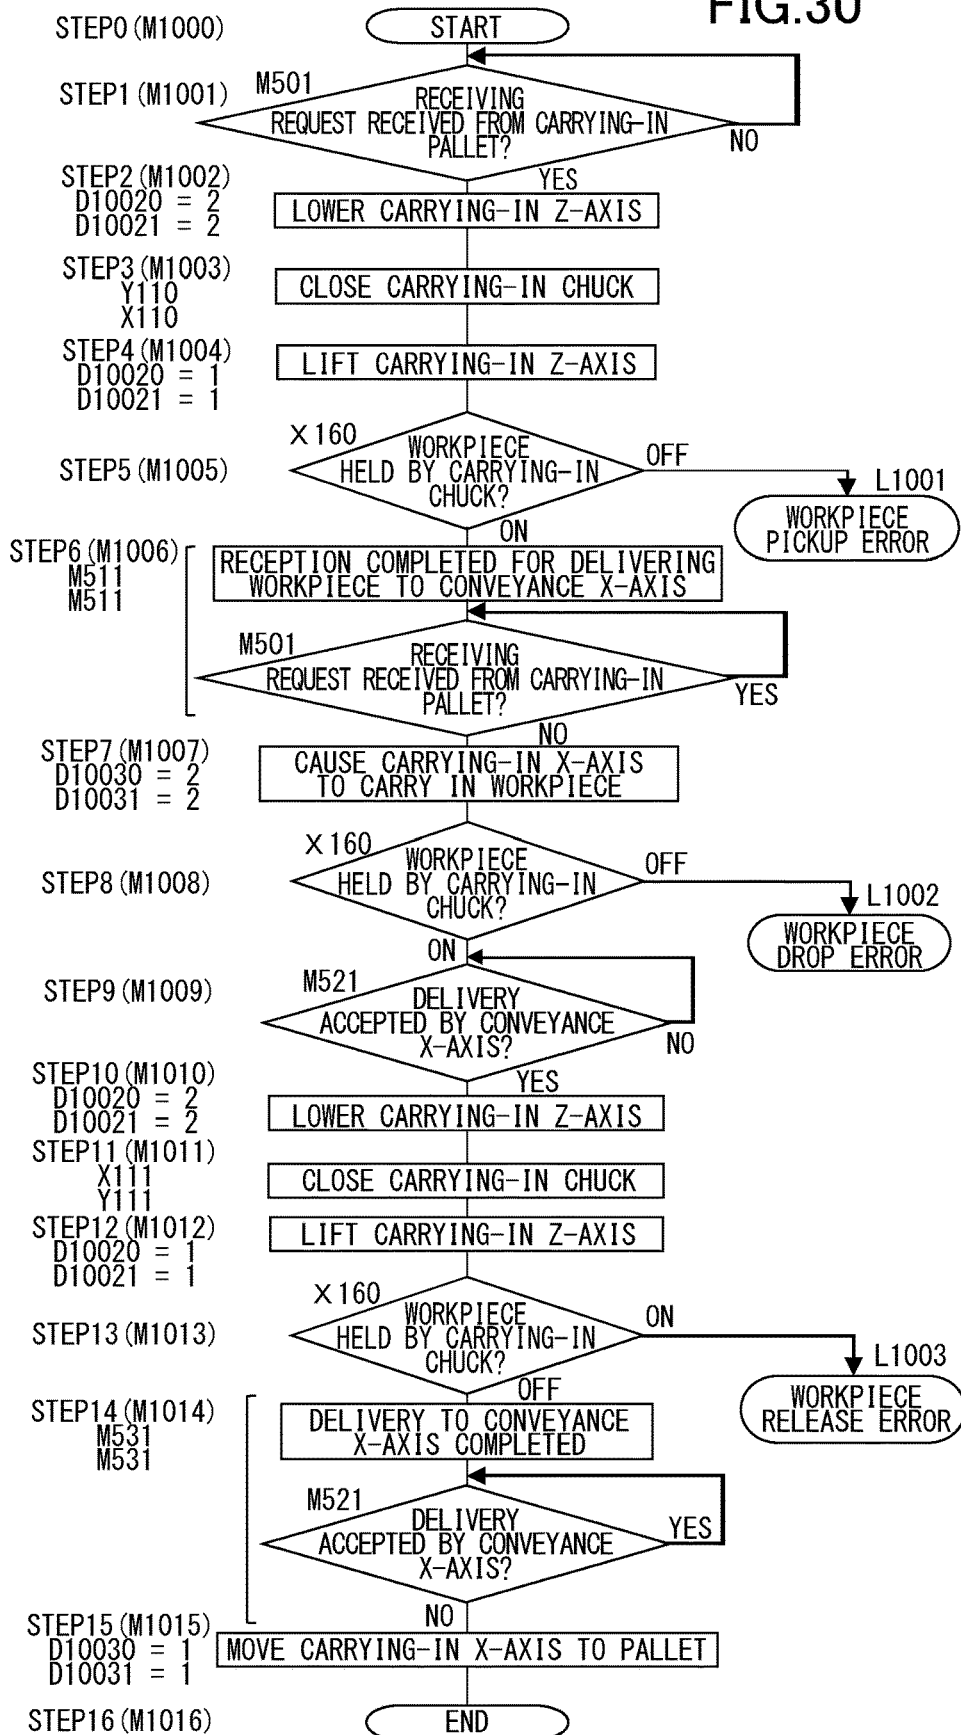 FIG.30
STEP0(M1000)
START
STEP1(M1001)
M501
RECEIVING
REQUEST RECEIVED FROM CARRYING-IN
PALLET?
NO
YES
STEP2(M1002)
D10020 = 2
D10021 = 2
LOWER CARRYING-IN Z-AXIS
STEP3(M1003)
Y110
X110
CLOSE CARRYING-IN CHUCK
STEP4(M1004)
D10020 = 1
D10021 = 1
LIFT CARRYING-IN Z-AXIS
STEP5(M1005)
X160
WORKPIECE
HELD BY CARRYING-IN
CHUCK?
OFF
L1001
WORKPIECE
PICKUP ERROR
ON
STEP6(M1006)
M511
M511
RECEPTION COMPLETED FOR DELIVERING
WORKPIECE TO CONVEYANCE X-AXIS
M501
RECEIVING
REQUEST RECEIVED FROM CARRYING-IN
PALLET?
YES
NO
STEP7(M1007)
D10030 = 2
D10031 = 2
CAUSE CARRYING-IN X-AXIS
TO CARRY IN WORKPIECE
STEP8(M1008)
X160
WORKPIECE
HELD BY CARRYING-IN
CHUCK?
OFF
L1002
WORKPIECE
DROP ERROR
ON
STEP9(M1009)
M521
DELIVERY
ACCEPTED BY CONVEYANCE
X-AXIS?
NO
YES
STEP10(M1010)
D10020 = 2
D10021 = 2
LOWER CARRYING-IN Z-AXIS
STEP11(M1011)
X111
Y111
CLOSE CARRYING-IN CHUCK
STEP12(M1012)
D10020 = 1
D10021 = 1
LIFT CARRYING-IN Z-AXIS
STEP13(M1013)
X160
WORKPIECE
HELD BY CARRYING-IN
CHUCK?
ON
L1003
WORKPIECE
RELEASE ERROR
OFF
STEP14(M1014)
M531
M531
DELIVERY TO CONVEYANCE
X-AXIS COMPLETED
M521
DELIVERY
ACCEPTED BY CONVEYANCE
X-AXIS?
YES
NO
STEP15(M1015)
D10030 = 1
D10031 = 1
MOVE CARRYING-IN X-AXIS TO PALLET
STEP16(M1016)
END